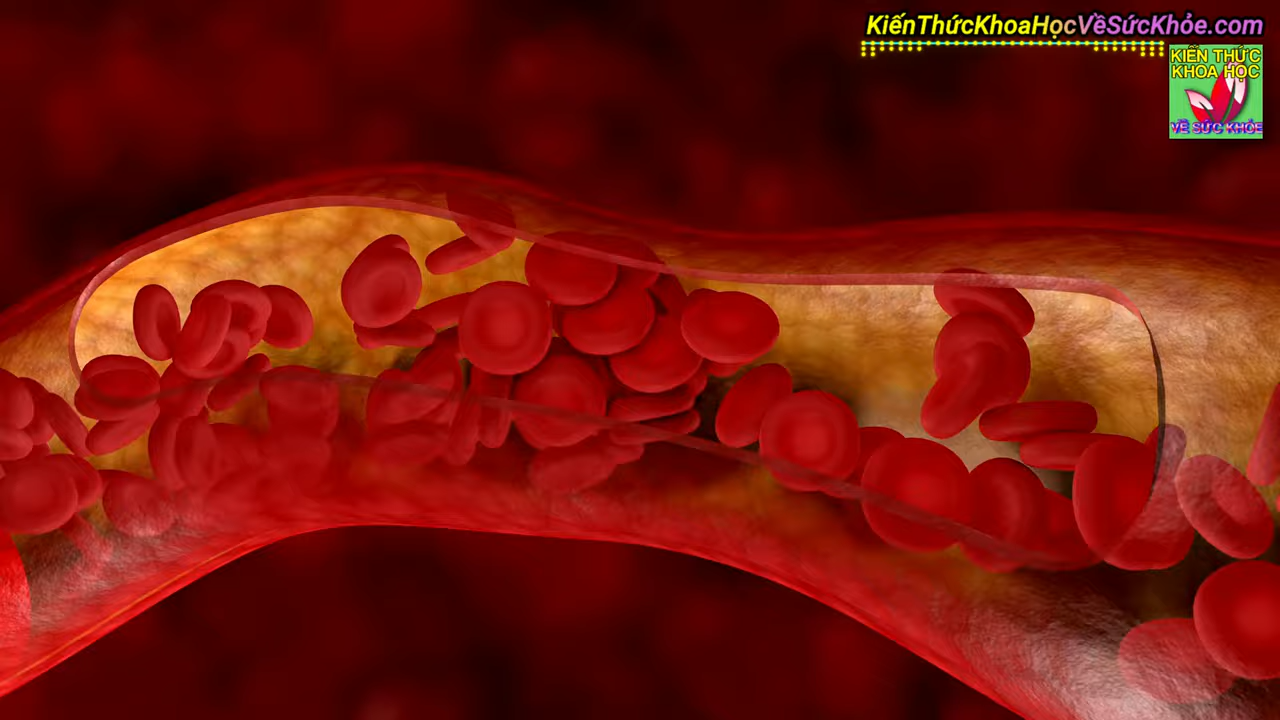 KiếnThứcKhoaHọcVềSứcKhỏe.com
KIẾN THỨC
KHOA HỌC
VỀ SỨC KHỎE